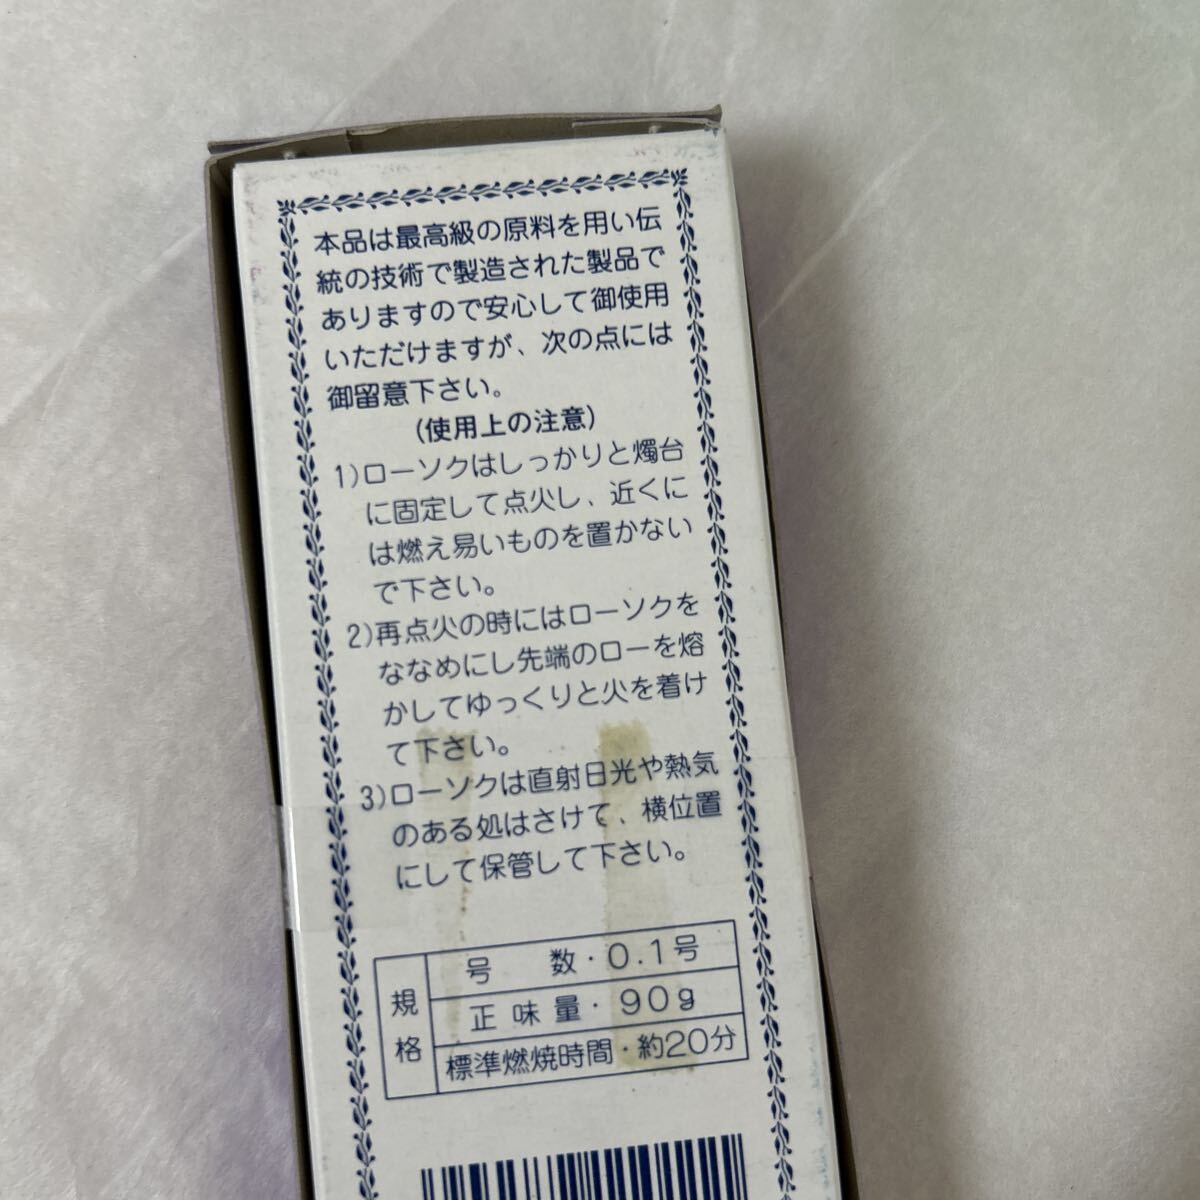 本品は最高級の原料を用い伝
統の技術で製造された製品で
ありますので安心して御使用
いただけますが、次の点には
御留意下さい。
(使用上の注意)
1)ローソクはしっかりと燭台
に固定して点火し、近くに
は燃え易いものを置かない
で下さい。
2)再点火の時にはローソクを
ななめにし先端のローを熔
かしてゆっくりと火を着け
て下さい。
3)ローソクは直射日光や熱気
のある処はさけて、横位置
にして保管して下さい。
規格
号　数・0.1号
正味量・90g
標準燃焼時間・約20分